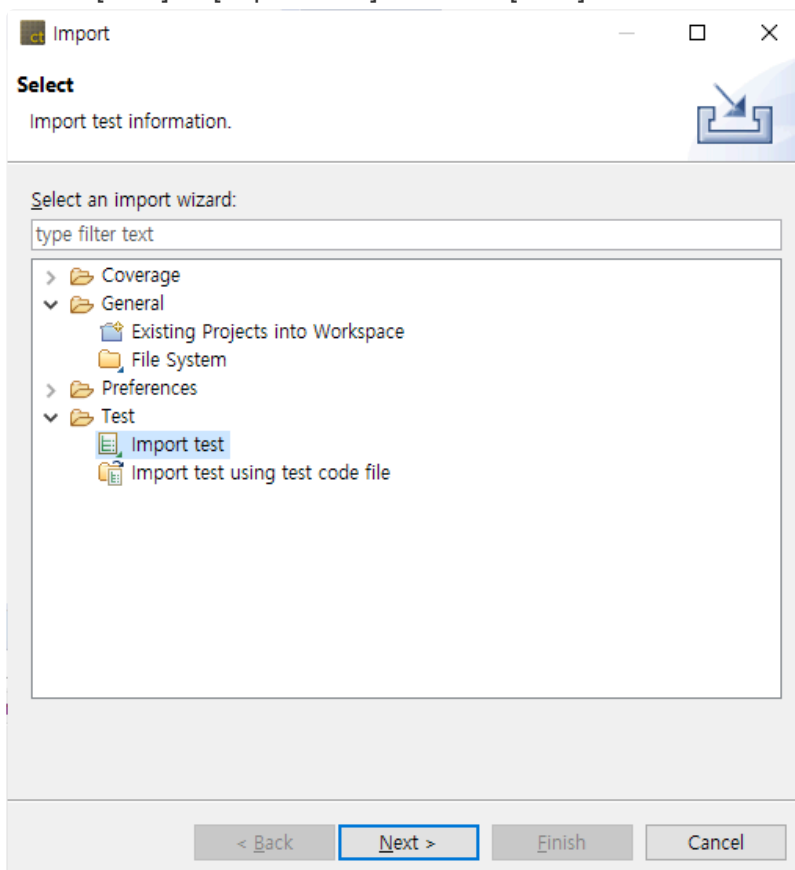 ct Import
Select
Import test information.
Select an import wizard:
type filter text
Coverage
General
Existing Projects into Workspace
File System
Preferences
Test
Import test
Import test using test code file
< Back Next > Finish Cancel